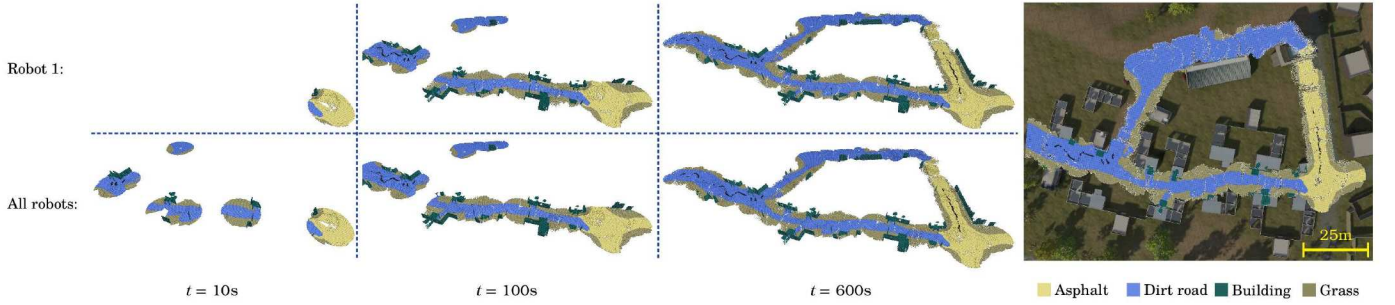 Robot 1:
All robots:
t = 10s
t = 100s
t = 600s
25m
Asphalt
Dirt road
Building
Grass